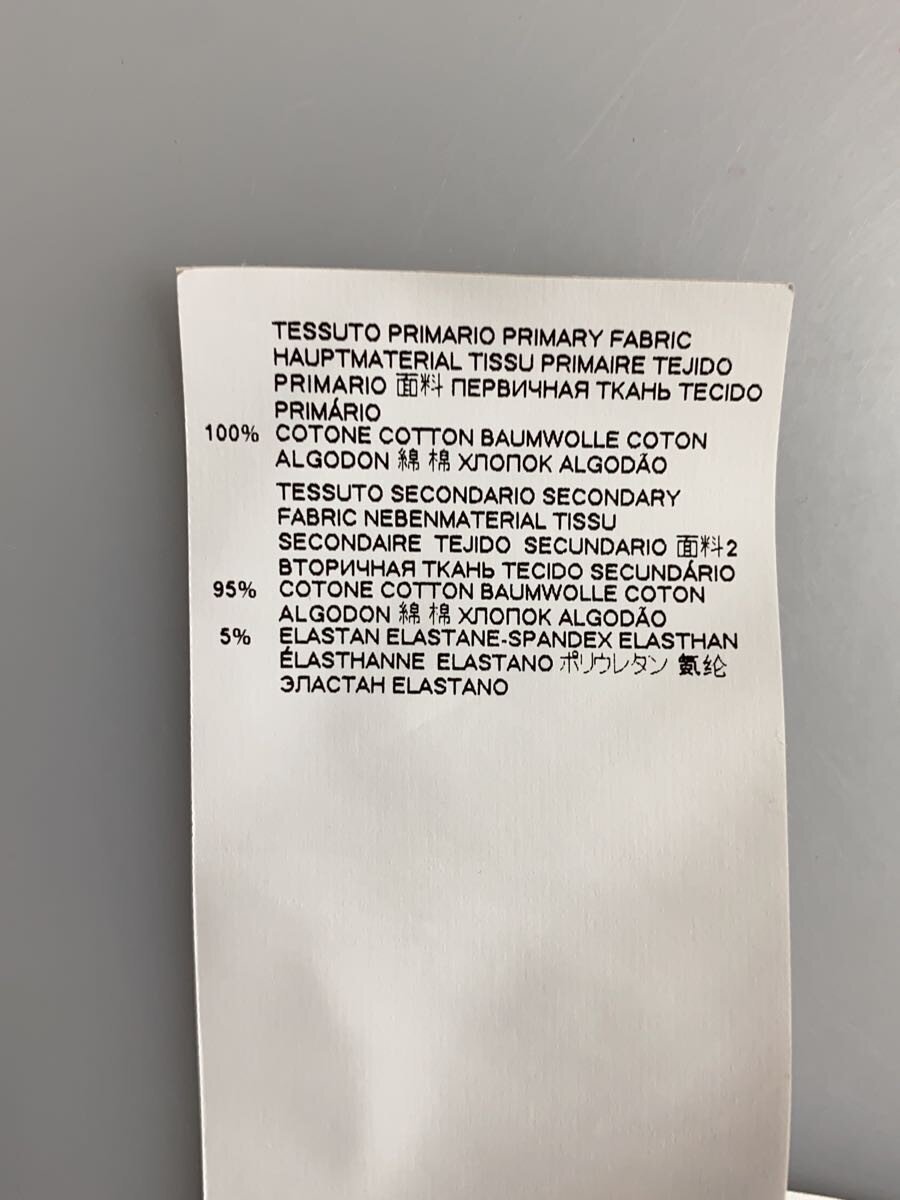 TESSUTO PRIMARIO PRIMARY FABRIC
HAUPTMATERIAL TISSU PRIMAIRE TEJIDO
PRIMARIO 面料 ПЕРВИЧНАЯ ТКАНЬ TECIDO
PRIMÁRIO
100% COTONE COTTON BAUMWOLLE COTON
ALGODON 綿 棉 ХЛОПОК ALGODÃO
TESSUTO SECONDARIO SECONDARY
FABRIC NEBENMATERIAL TISSU
SECONDAIRE TEJIDO SECUNDARIO 面料2
ВТОРИЧНАЯ ТКАНЬ TECIDO SECUNDÁRIO
95% COTONE COTTON BAUMWOLLE COTON
ALGODON 綿 棉 ХЛОПОК ALGODÃO
5% ELASTAN ELASTANE-SPANDEX ELASTHAN
ÉLASTHANNE ELASTANO ポリウレタン 氨纶
ЭЛАСТАН ELASTANO